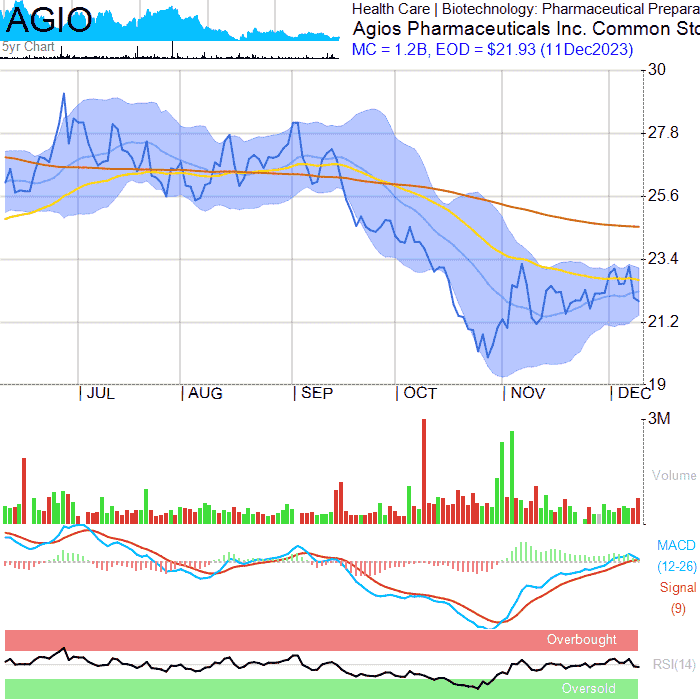 AGIO
5yr Chart
Health Care | Biotechnology: Pharmaceutical Prepara
Agios Pharmaceuticals Inc. Common Sto
MC = 1.2B, EOD = $21.93 (11Dec2023)
30
27.8
25.6
23.4
21.2
19
JUL
AUG
SEP
OCT
NOV
DEC
3M
Volume
MACD
(12-26)
Signal
(9)
Overbought
RSI(14)
Oversold